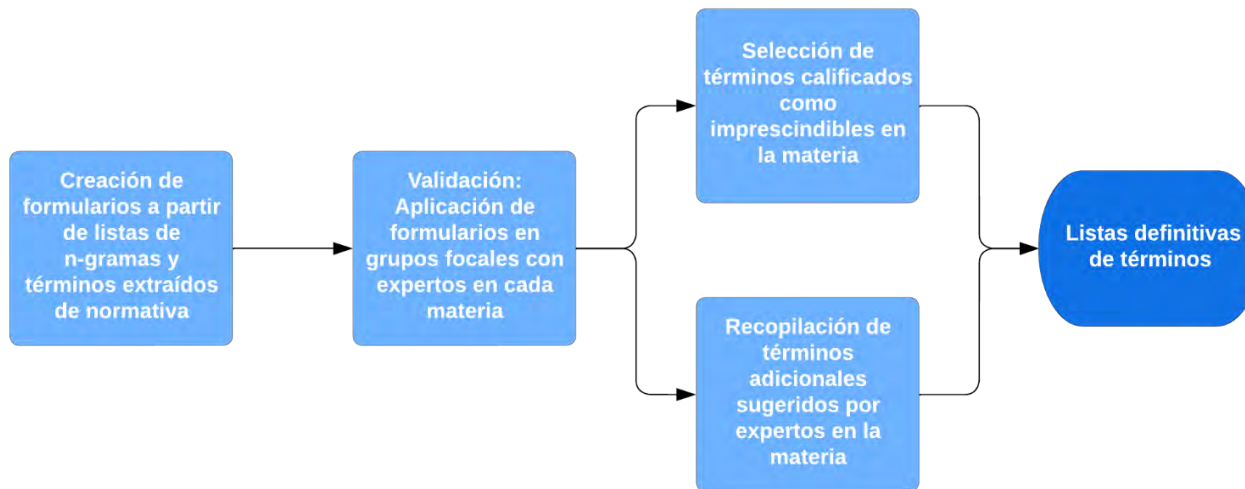 Creación de
formularios a partir
de listas de
n-gramas y
términos extraídos
de normativa
Validación:
Aplicación de
formularios en
grupos focales con
expertos en cada
materia
Selección de
términos calificados
como
imprescindibles en
la materia
Recopilación de
términos
adicionales
sugeridos por
expertos en la
materia
Listas definitivas
de términos